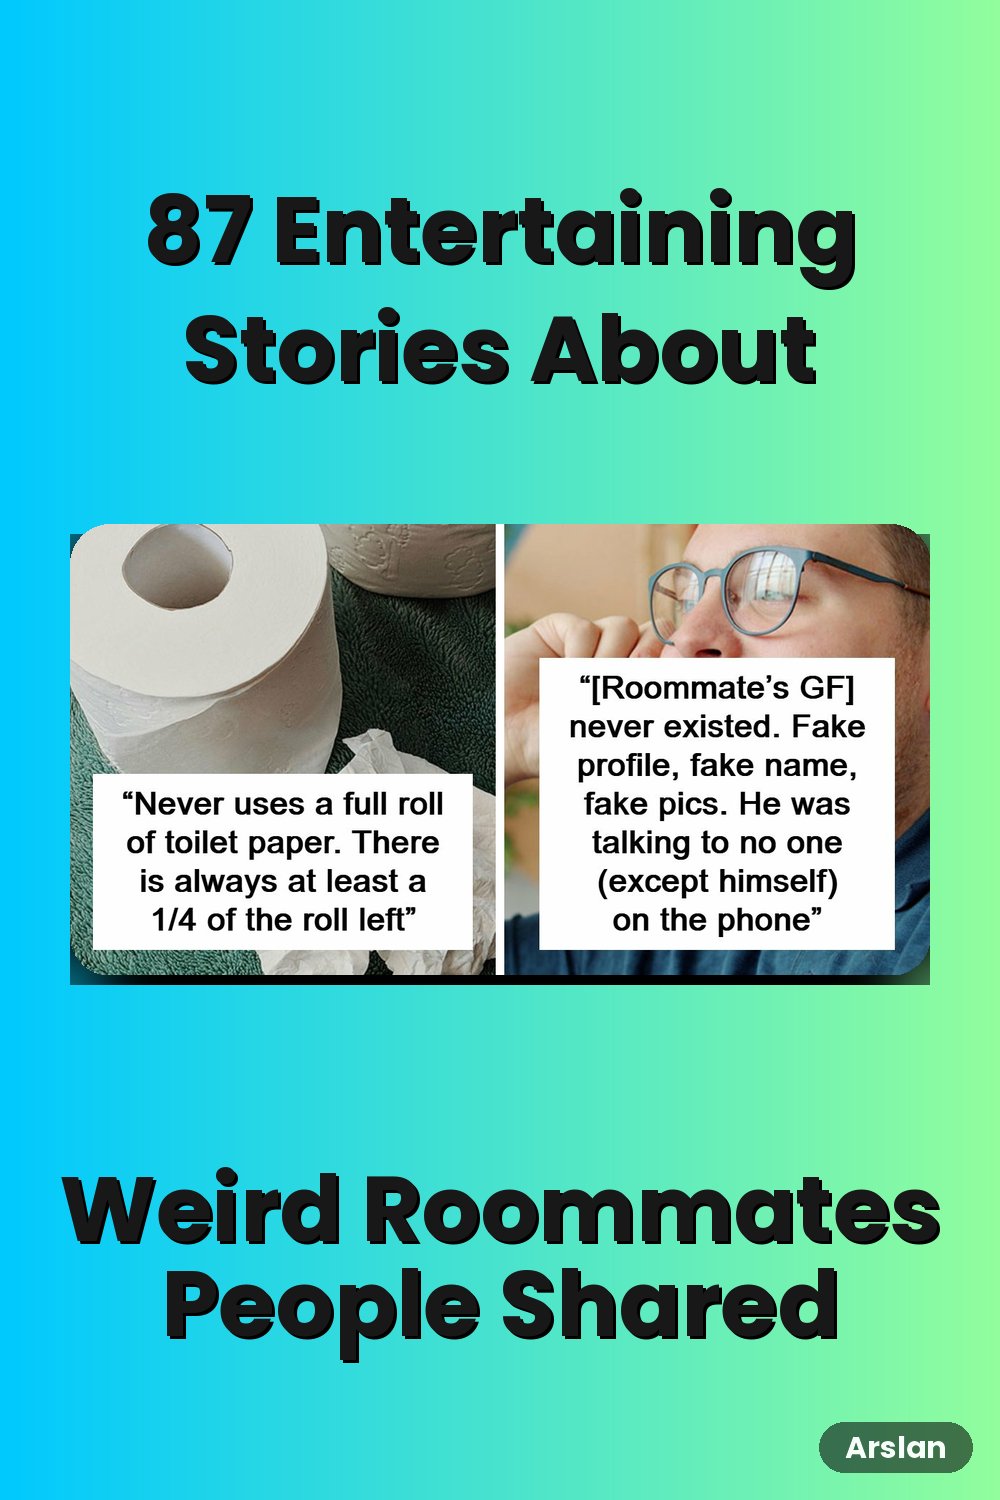 87 Entertaining
Stories About
“Never uses a full roll
of toilet paper. There
is always at least a
1/4 of the roll left”
“[Roommate’s GF]
never existed. Fake
profile, fake name,
fake pics. He was
talking to no one
(except himself)
on the phone”
Weird Roommates
People Shared
Arslan